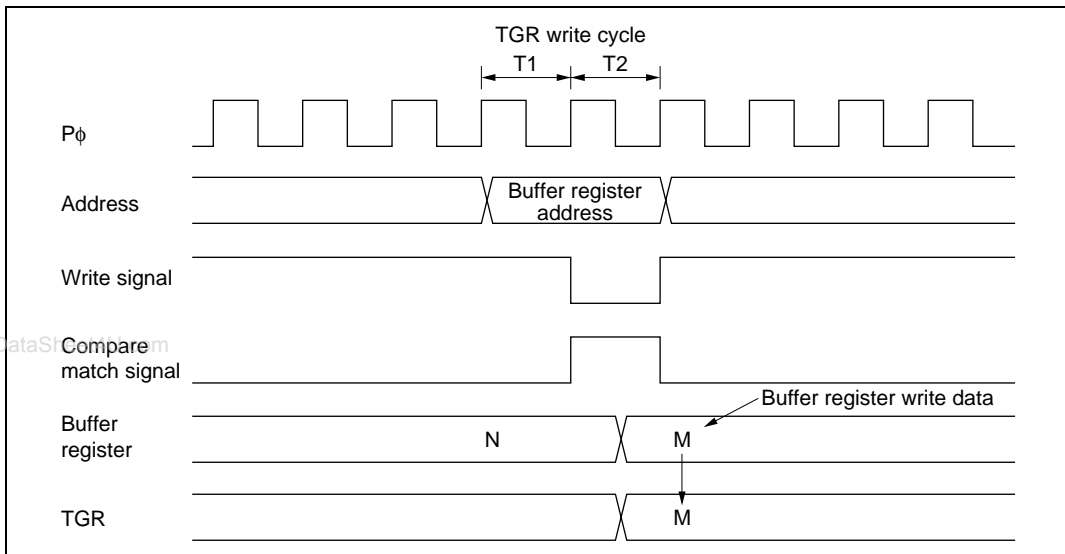 TGR write cycle
T1 T2
Pϕ
Address
Buffer register
address
Write signal
Compare
match signal
Buffer register write data
Buffer
register
N M
TGR
M